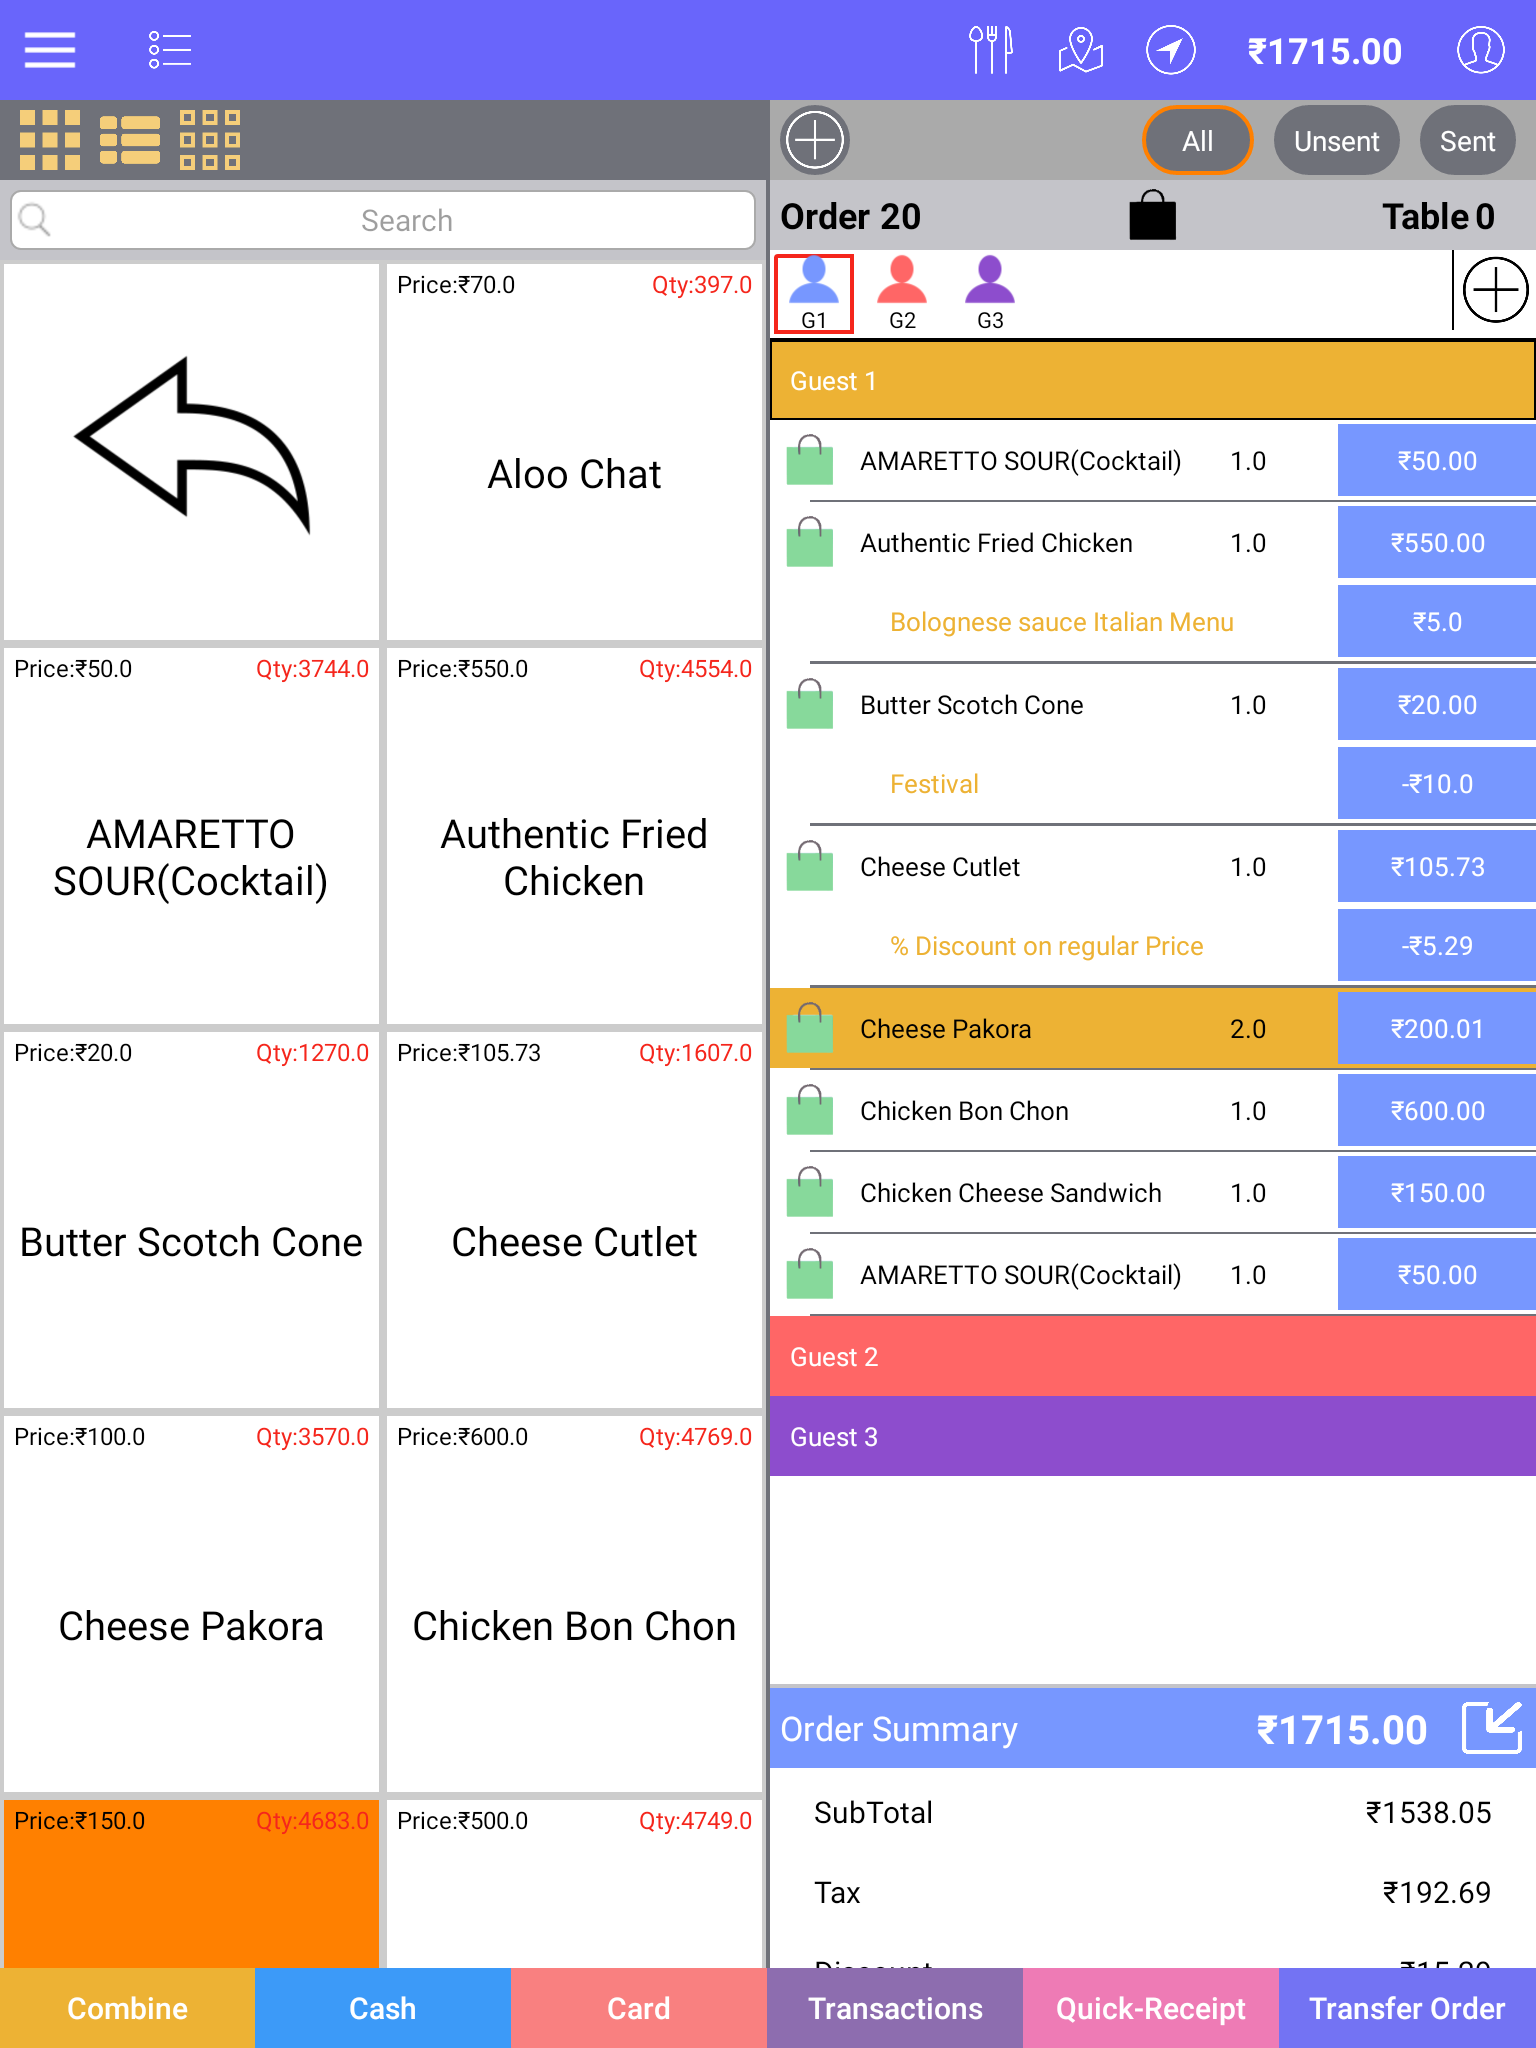 ₹1715.00
All
Unsent
Sent
Search
Order 20
Table 0
G1
G2
G3
Price:₹70.0
Qty:397.0
Aloo Chat
Price:₹50.0
Qty:3744.0
AMARETTO
SOUR(Cocktail)
Price:₹550.0
Qty:4554.0
Authentic Fried
Chicken
Price:₹20.0
Qty:1270.0
Butter Scotch Cone
Price:₹105.73
Qty:1607.0
Cheese Cutlet
Price:₹100.0
Qty:3570.0
Cheese Pakora
Price:₹600.0
Qty:4769.0
Chicken Bon Chon
Price:₹150.0
Qty:4683.0
Price:₹500.0
Qty:4749.0
Guest 1
AMARETTO SOUR(Cocktail) 1.0 ₹50.00
Authentic Fried Chicken 1.0 ₹550.00
Bolognese sauce Italian Menu ₹5.0
Butter Scotch Cone 1.0 ₹20.00
Festival -₹10.0
Cheese Cutlet 1.0 ₹105.73
% Discount on regular Price -₹5.29
Cheese Pakora 2.0 ₹200.01
Chicken Bon Chon 1.0 ₹600.00
Chicken Cheese Sandwich 1.0 ₹150.00
AMARETTO SOUR(Cocktail) 1.0 ₹50.00
Guest 2
Guest 3
Order Summary ₹1715.00
SubTotal ₹1538.05
Tax ₹192.69
Combine
Cash
Card
Transactions
Quick-Receipt
Transfer Order